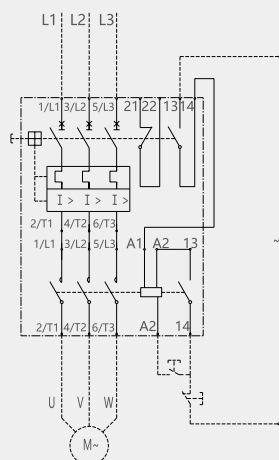 L1 L2 L3
1/L1 3/L2 5/L3 21 22 13 14
I > I > I >
2/T1 4/T2 6/T3
1/L1 3/L2 5/L3 A1 A2 13
~
2/T1 4/T2 6/T3 A2 14
U V W
M~